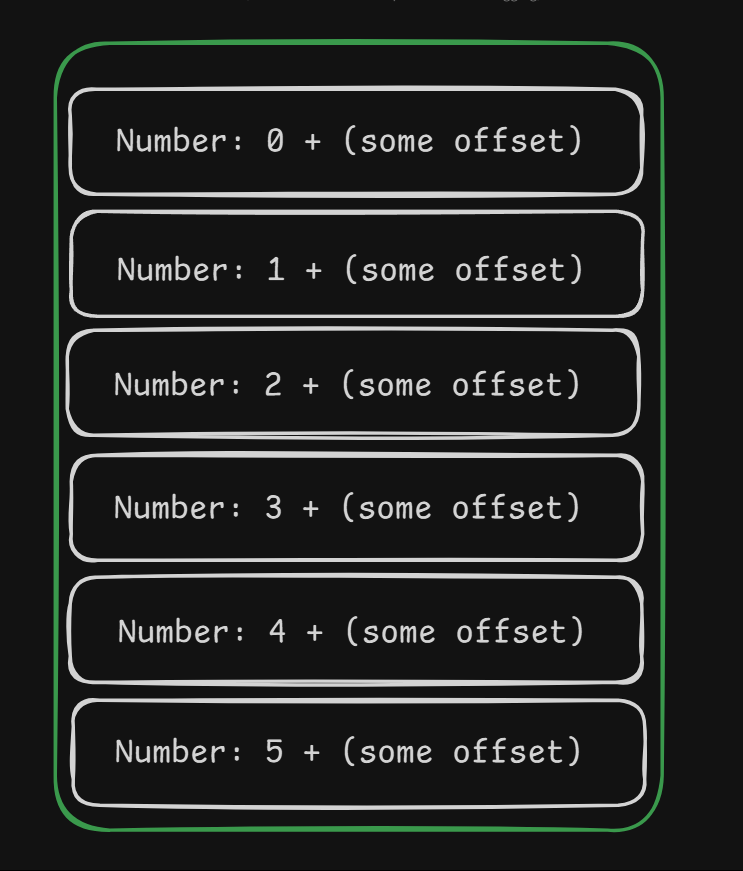 Number: 0 + (some offset)
Number: 1 + (some offset)
Number: 2 + (some offset)
Number: 3 + (some offset)
Number: 4 + (some offset)
Number: 5 + (some offset)